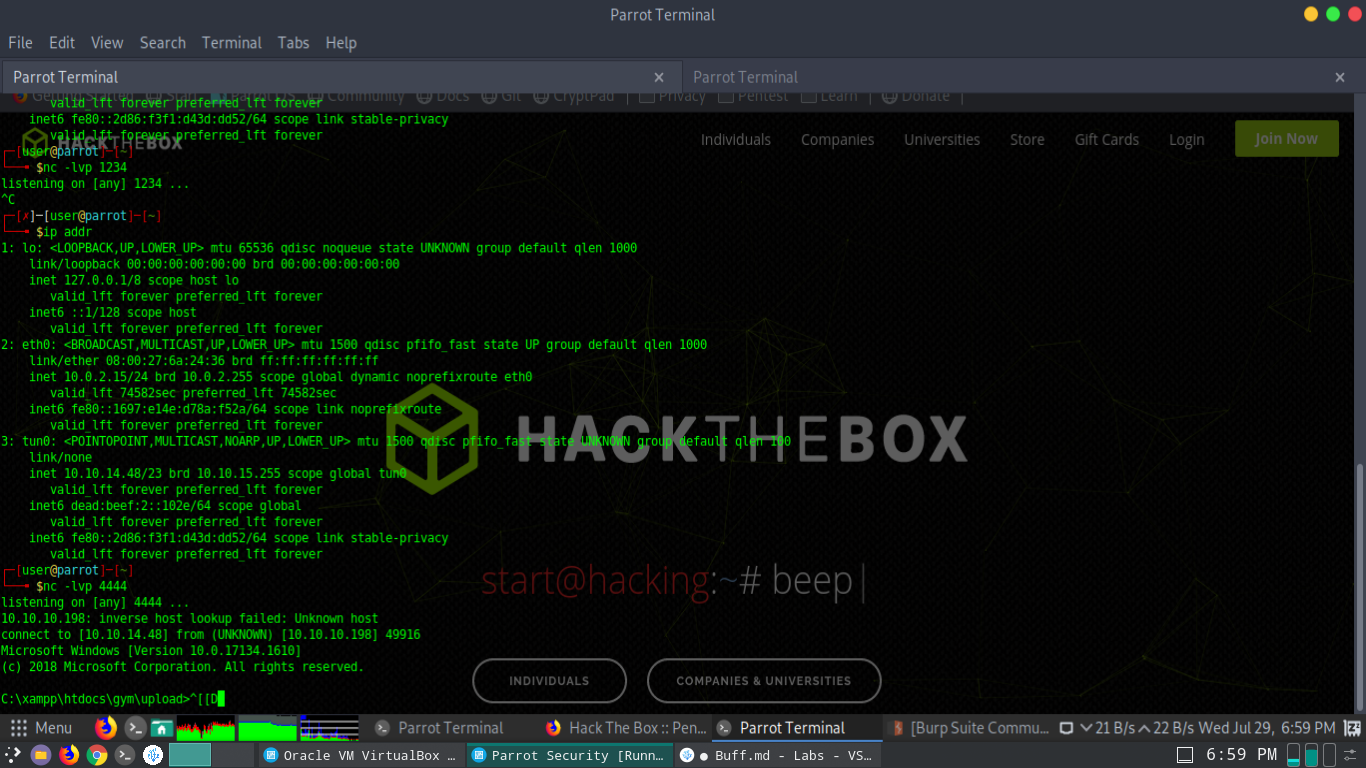 Parrot Terminal
File Edit View Search Terminal Tabs Help
Parrot Terminal × Parrot Terminal ×
Getting Started Start Parrot OS Community Docs Git CryptPad Privacy Pentest Learn Donate
valid_lft forever preferred_lft forever
inet6 fe80::2d86:f3f1:d43d:dd52/64 scope link stable-privacy
valid_lft forever preferred_lft forever
HACKTHEBOX Individuals Companies Universities Store Gift Cards Login Join Now
┌─[user@parrot]─[~]
└──╼ $nc -lvp 1234
listening on [any] 1234 ...
^C
┌─[✗]─[user@parrot]─[~]
└──╼ $ip addr
1: lo: <LOOPBACK,UP,LOWER_UP> mtu 65536 qdisc noqueue state UNKNOWN group default qlen 1000
link/loopback 00:00:00:00:00:00 brd 00:00:00:00:00:00
inet 127.0.0.1/8 scope host lo
valid_lft forever preferred_lft forever
inet6 ::1/128 scope host
valid_lft forever preferred_lft forever
2: eth0: <BROADCAST,MULTICAST,UP,LOWER_UP> mtu 1500 qdisc pfifo_fast state UP group default qlen 1000
link/ether 08:00:27:6a:24:36 brd ff:ff:ff:ff:ff:ff
inet 10.0.2.15/24 brd 10.0.2.255 scope global dynamic noprefixroute eth0
valid_lft 74582sec preferred_lft 74582sec
inet6 fe80::1697:e14e:d78a:f52a/64 scope link noprefixroute
valid_lft forever preferred_lft forever
3: tun0: <POINTOPOINT,MULTICAST,NOARP,UP,LOWER_UP> mtu 1500 qdisc pfifo_fast state UNKNOWN group default qlen 100
link/none
inet 10.10.14.48/23 brd 10.10.15.255 scope global tun0
valid_lft forever preferred_lft forever
inet6 dead:beef:2::102e/64 scope global
valid_lft forever preferred_lft forever
inet6 fe80::2d86:f3f1:d43d:dd52/64 scope link stable-privacy
valid_lft forever preferred_lft forever
HACKTHEBOX
┌─[user@parrot]─[~]
└──╼ $nc -lvp 4444
listening on [any] 4444 ...
10.10.10.198: inverse host lookup failed: Unknown host
connect to [10.10.14.48] from (UNKNOWN) [10.10.10.198] 49916
Microsoft Windows [Version 10.0.17134.1610]
(c) 2018 Microsoft Corporation. All rights reserved.
C:\xampp\htdocs\gym\upload>^[[D
start@hacking:~# beep|
INDIVIDUALS COMPANIES & UNIVERSITIES
Menu Parrot Terminal Hack The Box :: Pen... Parrot Terminal [Burp Suite Commu... 21 B/s 22 B/s Wed Jul 29, 6:59 PM
Oracle VM VirtualBox ... Parrot Security [Runn... ● Buff.md - Labs - VS... 6:59 PM